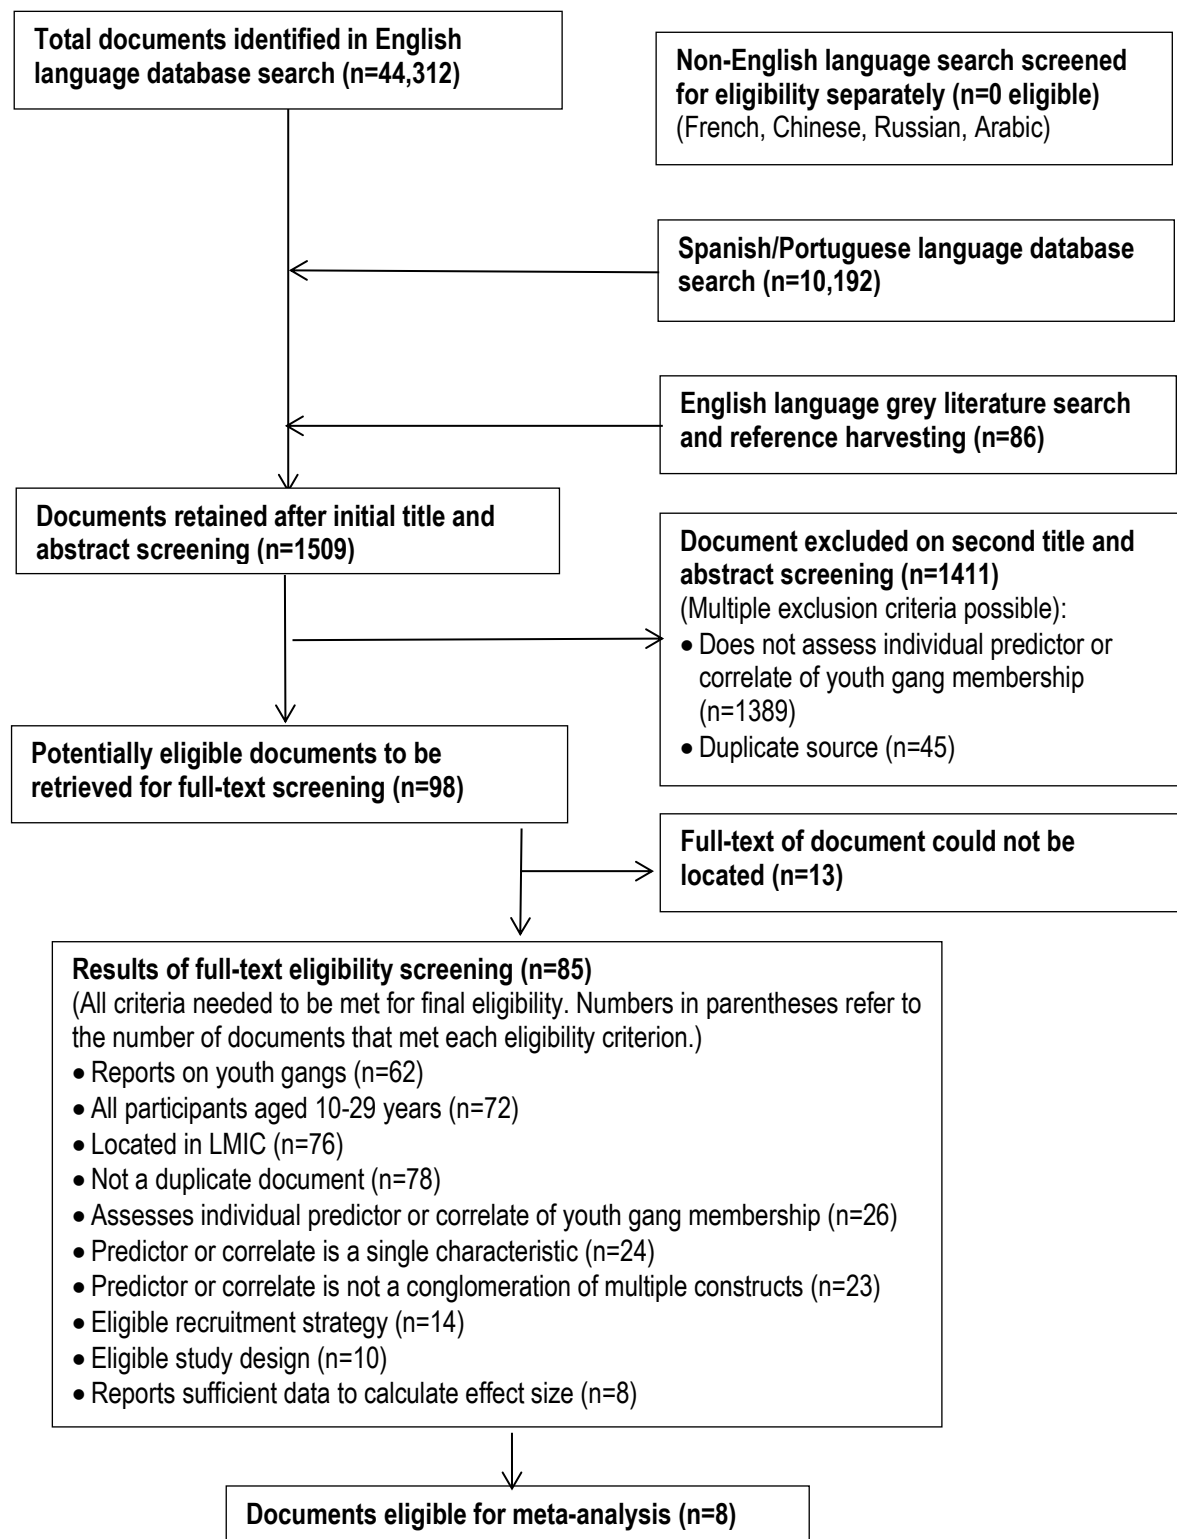 Total documents identified in English
language database search (n=44,312)
Non-English language search screened
for eligibility separately (n=0 eligible)
(French, Chinese, Russian, Arabic)
Spanish/Portuguese language database
search (n=10,192)
English language grey literature search
and reference harvesting (n=86)
Documents retained after initial title and
abstract screening (n=1509)
Document excluded on second title and
abstract screening (n=1411)
(Multiple exclusion criteria possible):
• Does not assess individual predictor or
correlate of youth gang membership
(n=1389)
• Duplicate source (n=45)
Potentially eligible documents to be
retrieved for full-text screening (n=98)
Full-text of document could not be
located (n=13)
Results of full-text eligibility screening (n=85)
(All criteria needed to be met for final eligibility. Numbers in parentheses refer to
the number of documents that met each eligibility criterion.)
• Reports on youth gangs (n=62)
• All participants aged 10-29 years (n=72)
• Located in LMIC (n=76)
• Not a duplicate document (n=78)
• Assesses individual predictor or correlate of youth gang membership (n=26)
• Predictor or correlate is a single characteristic (n=24)
• Predictor or correlate is not a conglomeration of multiple constructs (n=23)
• Eligible recruitment strategy (n=14)
• Eligible study design (n=10)
• Reports sufficient data to calculate effect size (n=8)
Documents eligible for meta-analysis (n=8)